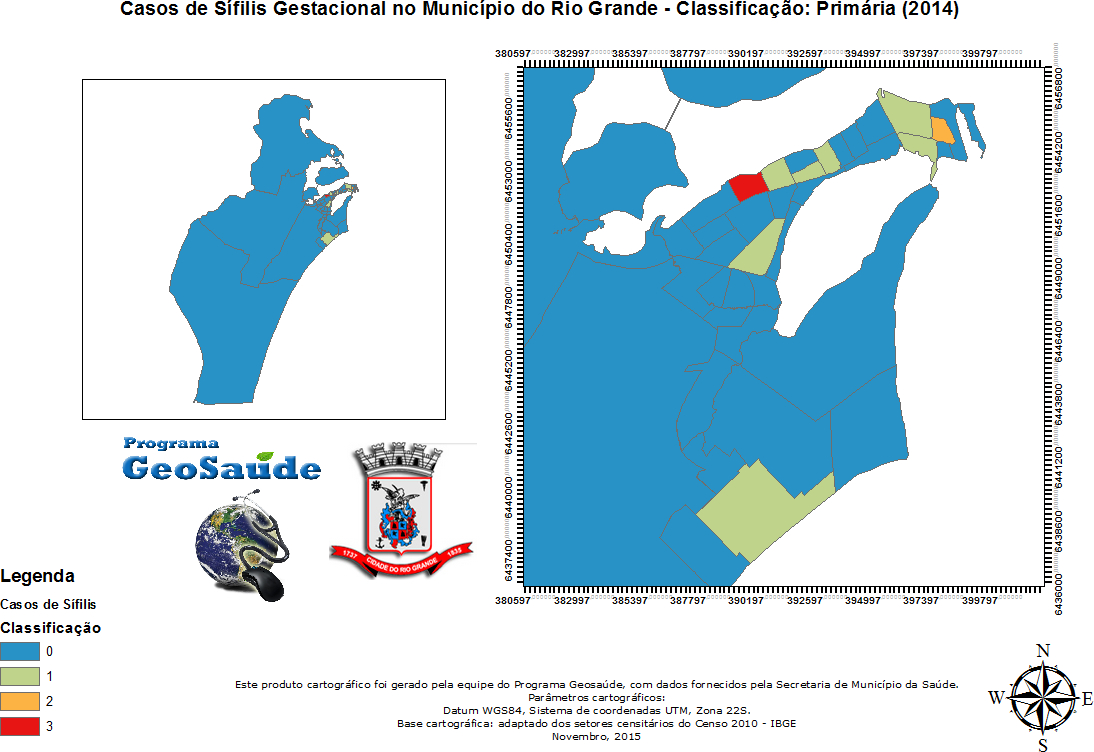 Casos de Sífilis Gestacional no Município do Rio Grande - Classificação: Primária (2014)
380597 382997 385397 387797 390197 392597 394997 397397 399797
6455600
6453000
6450400
6447800
6445200
6442600
6440000
6437400
6456800
6454200
6451600
6449000
6446400
6443800
6441200
6438600
6436000
380597 382997 385397 387797 390197 392597 394997 397397 399797
Programa
GeoSaúde
1737 CIDADE DO RIO GRANDE 1835
Legenda
Casos de Sífilis
Classificação
0
1
2
3
Este produto cartográfico foi gerado pela equipe do Programa Geosaúde, com dados fornecidos pela Secretaria de Município da Saúde.
Parâmetros cartográficos:
Datum WGS84, Sistema de coordenadas UTM, Zona 22S.
Base cartográfica: adaptado dos setores censitários do Censo 2010 - IBGE
Novembro, 2015
N
W E
S